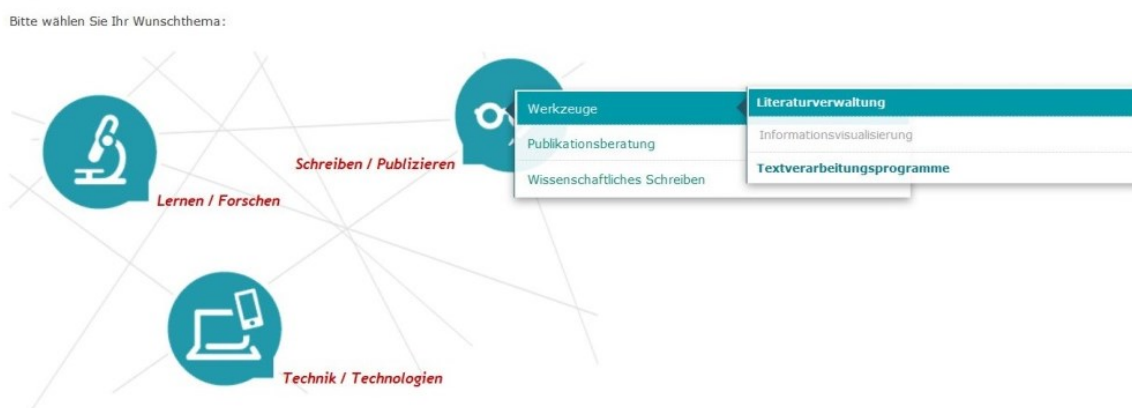 Bitte wählen Sie Ihr Wunschthema:
Schreiben / Publizieren
Werkzeuge
Publikationsberatung
Wissenschaftliches Schreiben
Literaturverwaltung
Informationsvisualisierung
Textverarbeitungsprogramme
Lernen / Forschen
Technik / Technologien